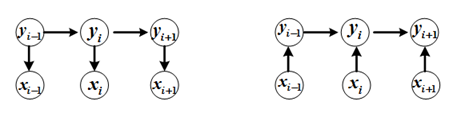 y_{i-1} y_i y_{i+1} y_{i-1} y_i y_{i+1}
x_{i-1} x_i x_{i+1} x_{i-1} x_i x_{i+1}